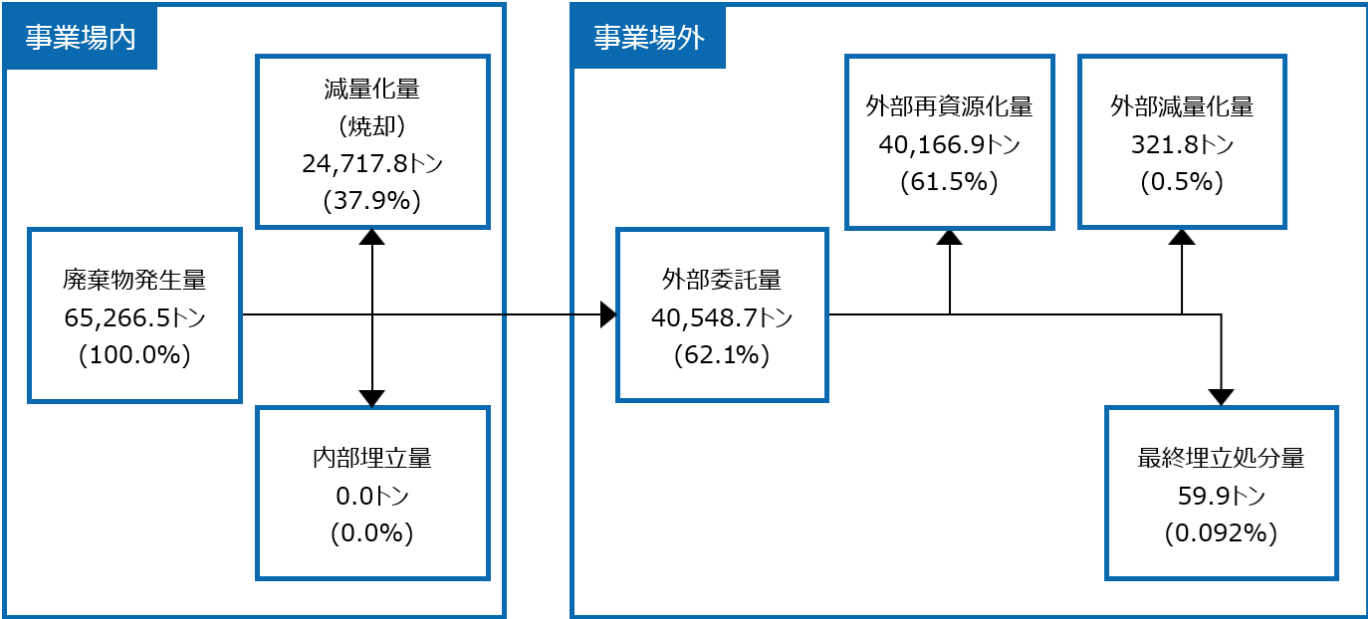 事業場内
減量化量
（焼却）
24,717.8トン
(37.9%)
廃棄物発生量
65,266.5トン
(100.0%)
内部埋立量
0.0トン
(0.0%)
事業場外
外部委託量
40,548.7トン
(62.1%)
外部再資源化量
40,166.9トン
(61.5%)
外部減量化量
321.8トン
(0.5%)
最終埋立処分量
59.9トン
(0.092%)